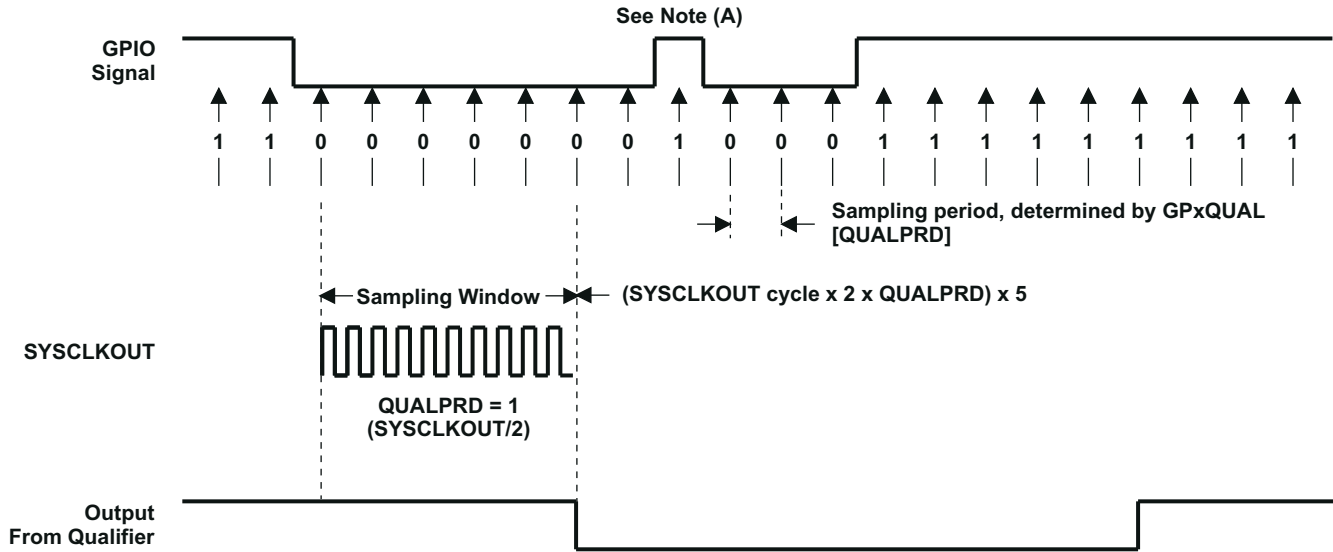 See Note (A)
GPIO
Signal
1 1 0 0 0 0 0 0 0 1 0 0 0 1 1 1 1 1 1 1 1 1
Sampling period, determined by GPxQUAL
[QUALPRD]
Sampling Window
(SYSCLKOUT cycle x 2 x QUALPRD) x 5
SYSCLKOUT
QUALPRD = 1
(SYSCLKOUT/2)
Output
From Qualifier